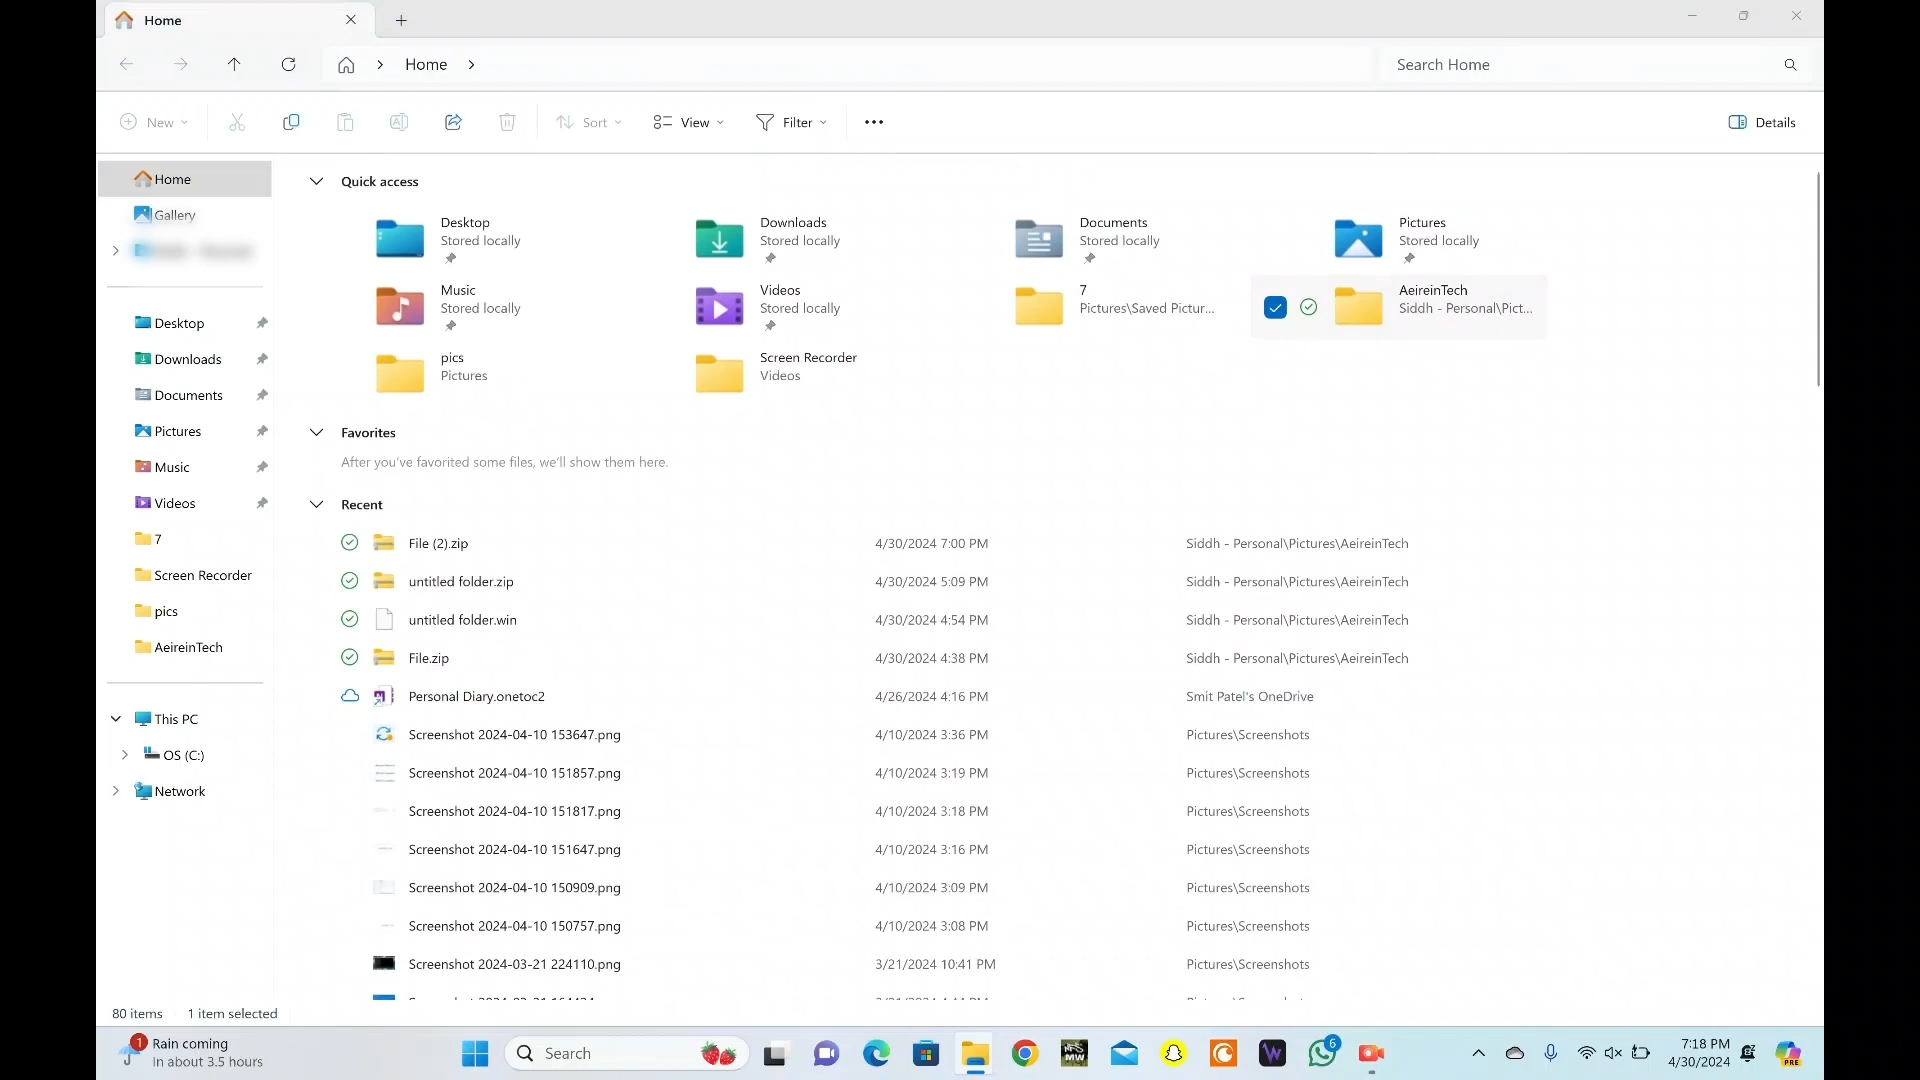 Home
Home
Search Home
New
Sort
View
Filter
Details
Home
Gallery
Desktop
Downloads
Documents
Pictures
Music
Videos
7
Screen Recorder
pics
AeireinTech
This PC
OS (C:)
Network
Quick access
Desktop
Stored locally
Downloads
Stored locally
Documents
Stored locally
Pictures
Stored locally
Music
Stored locally
Videos
Stored locally
7
Pictures\Saved Pictur...
AeireinTech
Siddh - Personal\Pict...
pics
Pictures
Screen Recorder
Videos
Favorites
After you've favorited some files, we'll show them here.
Recent
File (2).zip 4/30/2024 7:00 PM Siddh - Personal\Pictures\AeireinTech
untitled folder.zip 4/30/2024 5:09 PM Siddh - Personal\Pictures\AeireinTech
untitled folder.win 4/30/2024 4:54 PM Siddh - Personal\Pictures\AeireinTech
File.zip 4/30/2024 4:38 PM Siddh - Personal\Pictures\AeireinTech
Personal Diary.onetoc2 4/26/2024 4:16 PM Smit Patel's OneDrive
Screenshot 2024-04-10 153647.png 4/10/2024 3:36 PM Pictures\Screenshots
Screenshot 2024-04-10 151857.png 4/10/2024 3:19 PM Pictures\Screenshots
Screenshot 2024-04-10 151817.png 4/10/2024 3:18 PM Pictures\Screenshots
Screenshot 2024-04-10 151647.png 4/10/2024 3:16 PM Pictures\Screenshots
Screenshot 2024-04-10 150909.png 4/10/2024 3:09 PM Pictures\Screenshots
Screenshot 2024-04-10 150757.png 4/10/2024 3:08 PM Pictures\Screenshots
Screenshot 2024-03-21 224110.png 3/21/2024 10:41 PM Pictures\Screenshots
80 items 1 item selected
1
Rain coming
In about 3.5 hours
Search
MW
6
7:18 PM
4/30/2024
PRE